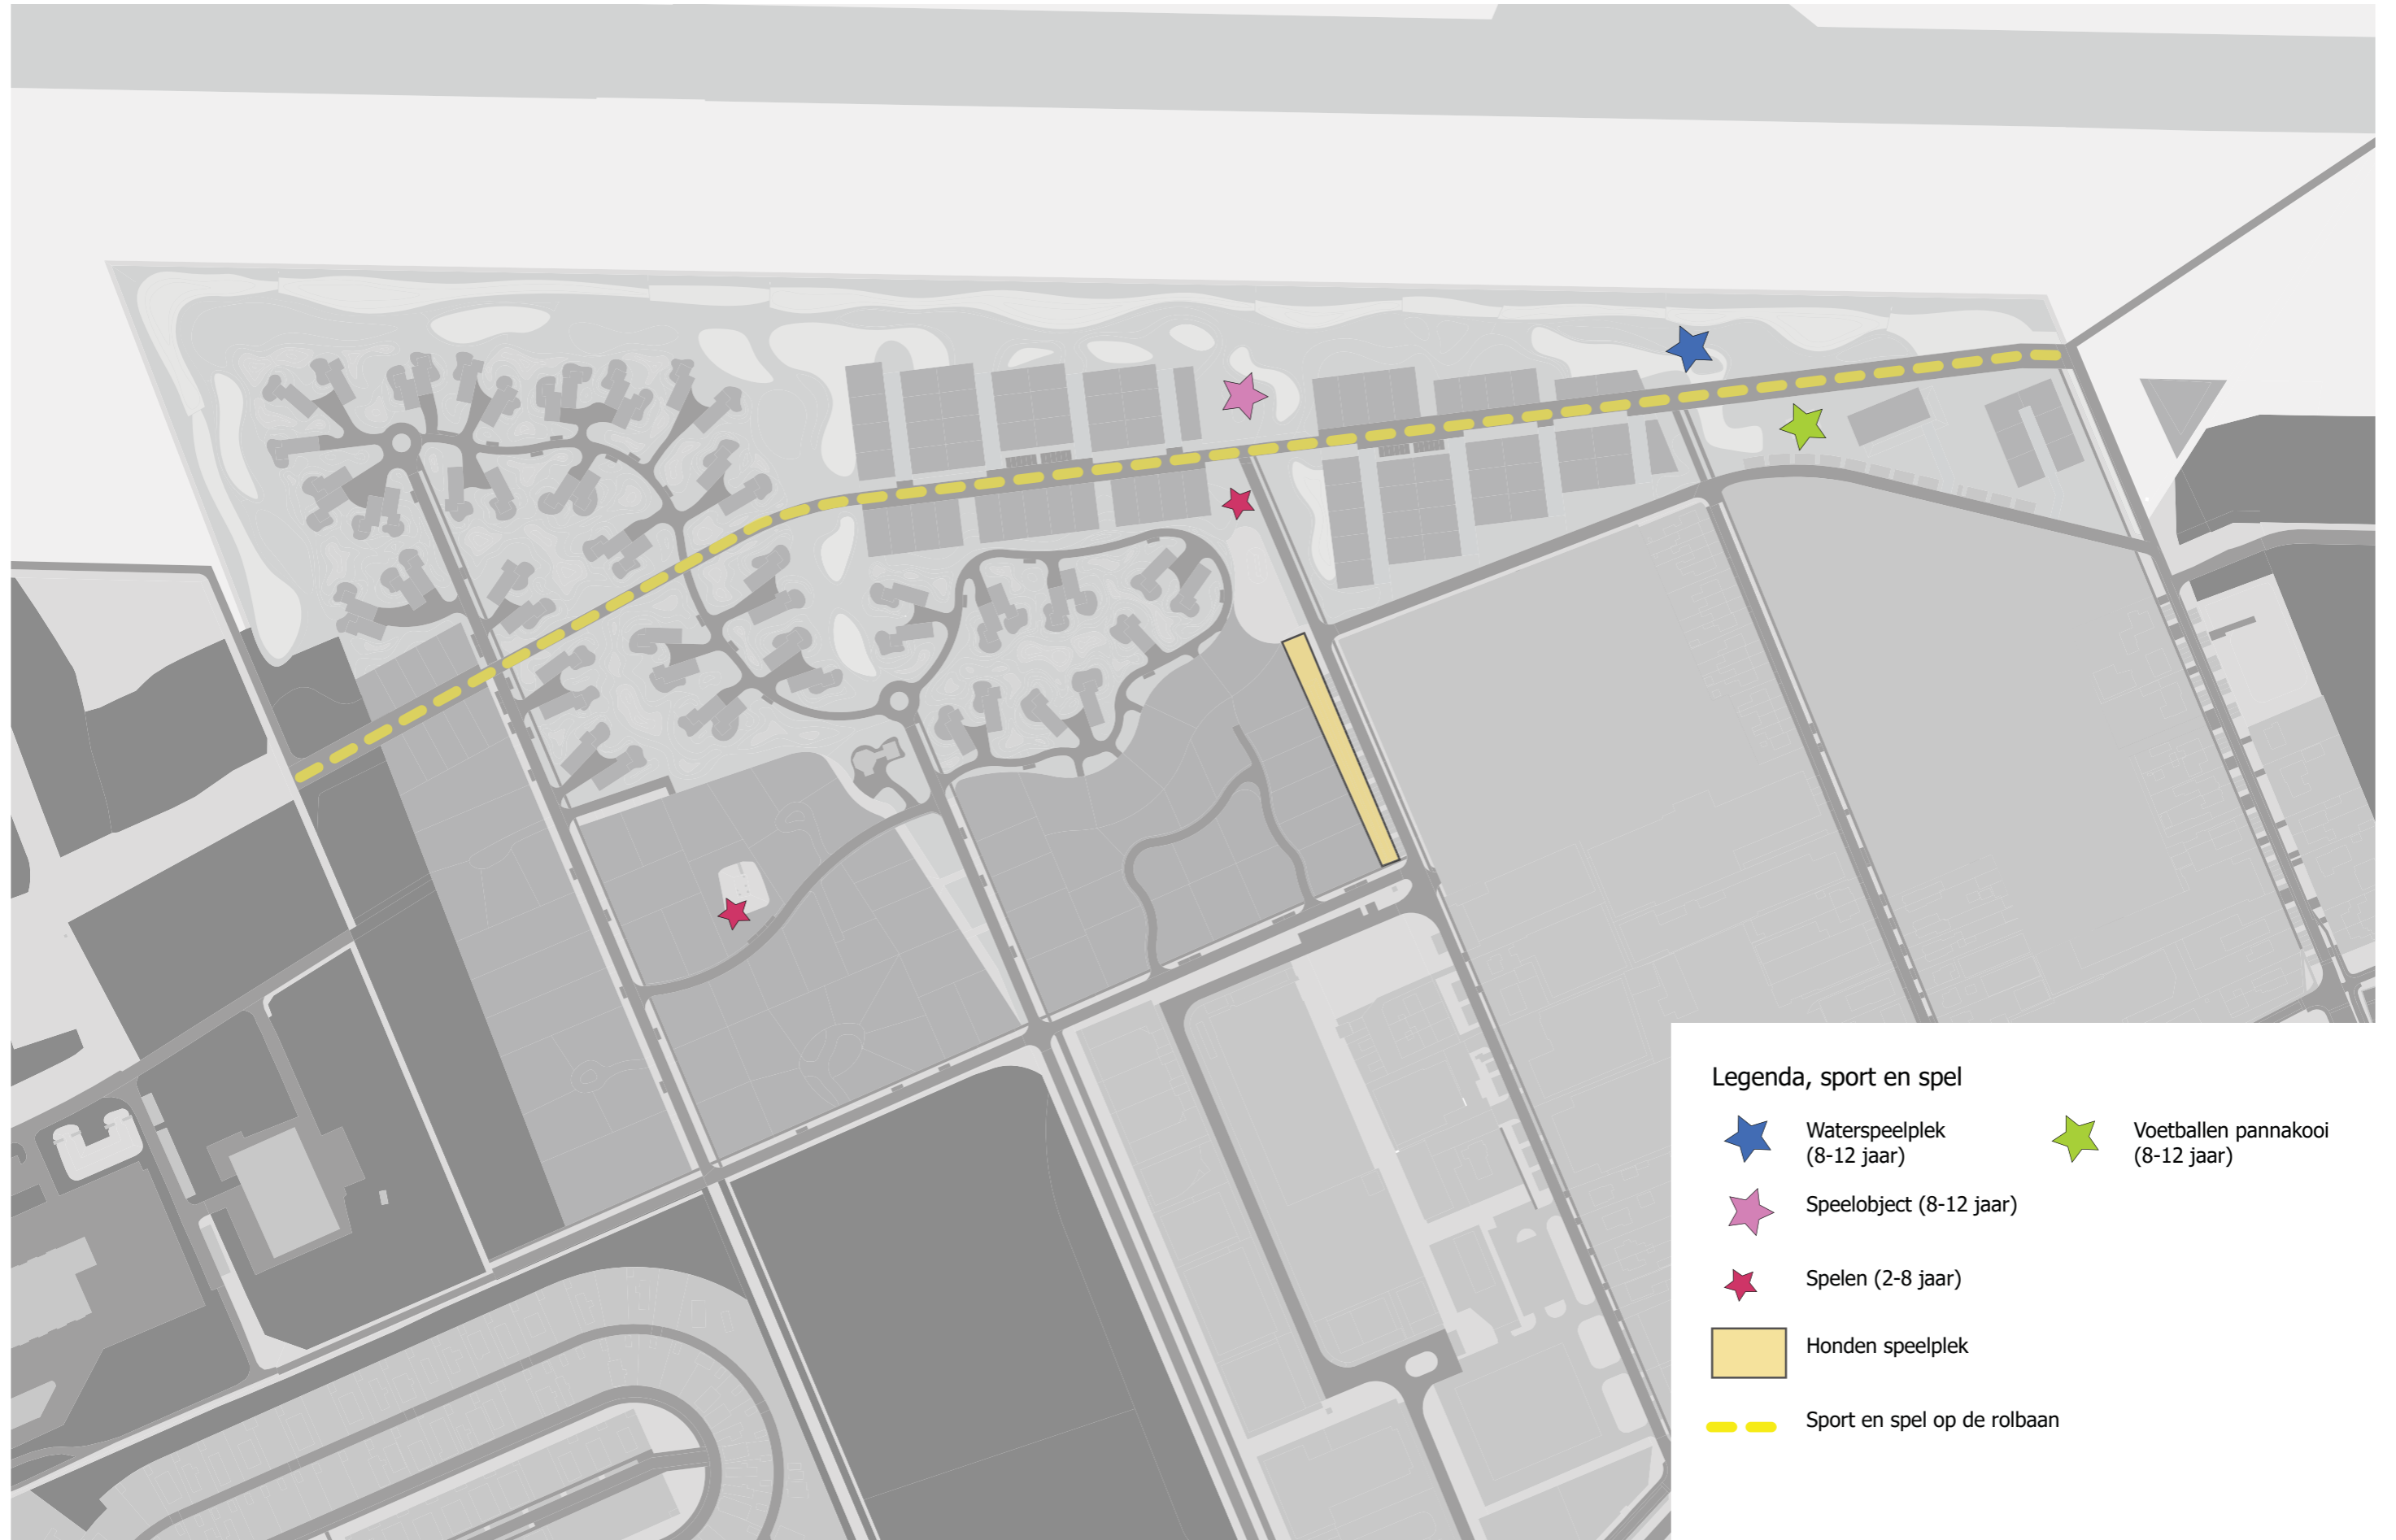 Legenda, sport en spel
Waterspeelplek
(8-12 jaar)
Voetballen pannakooi
(8-12 jaar)
Speelobject (8-12 jaar)
Spelen (2-8 jaar)
Honden speelplek
Sport en spel op de rolbaan